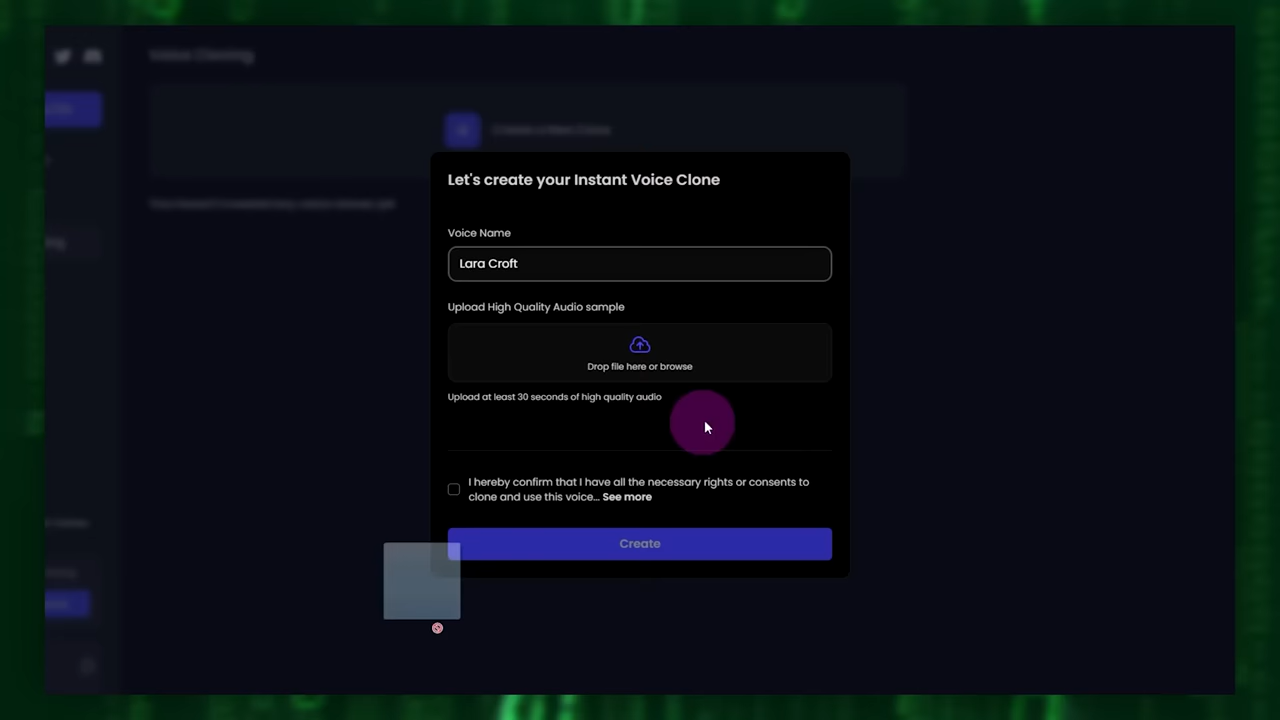 Voice Cloning
Let's create your Instant Voice Clone
Voice Name
Lara Croft
Upload High Quality Audio sample
Drop file here or browse
Upload at least 30 seconds of high quality audio
I hereby confirm that I have all the necessary rights or consents to
clone and use this voice... See more
Create